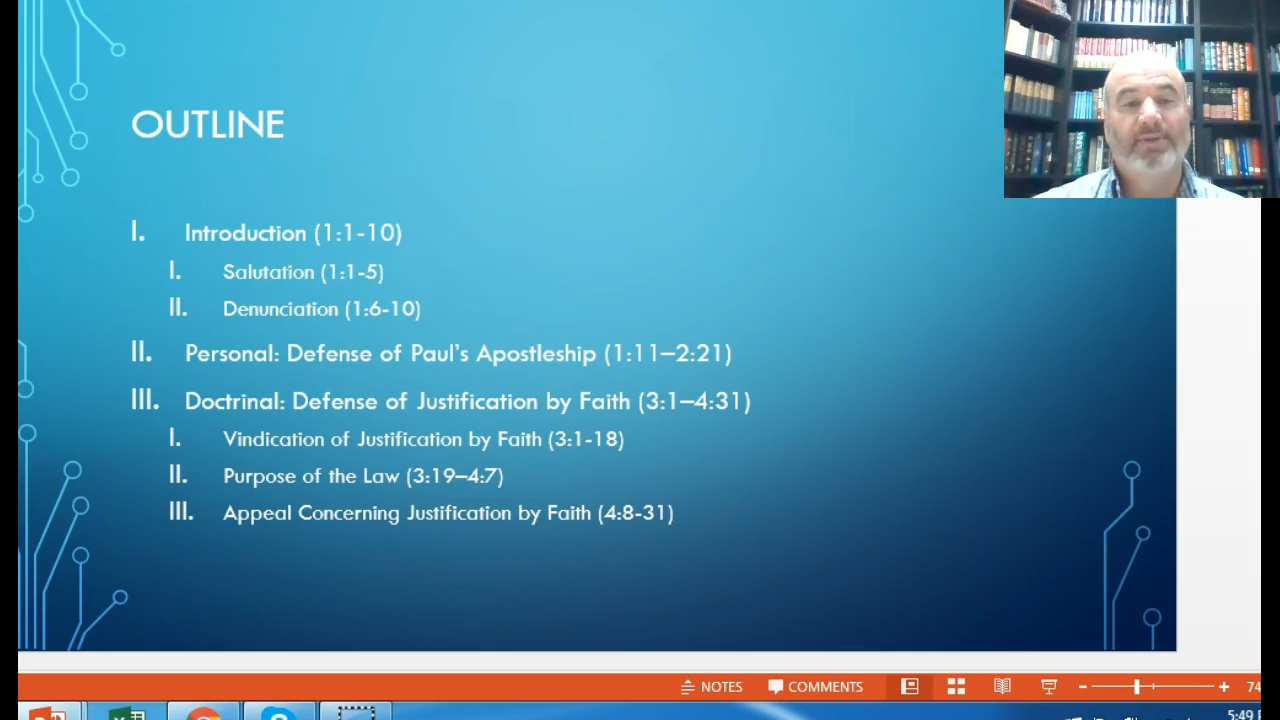 OUTLINE
I. Introduction (1:1-10)
I. Salutation (1:1-5)
II. Denunciation (1:6-10)
II. Personal: Defense of Paul’s Apostleship (1:11–2:21)
III. Doctrinal: Defense of Justification by Faith (3:1–4:31)
I. Vindication of Justification by Faith (3:1-18)
II. Purpose of the Law (3:19–4:7)
III. Appeal Concerning Justification by Faith (4:8-31)
NOTES COMMENTS 74
5:49